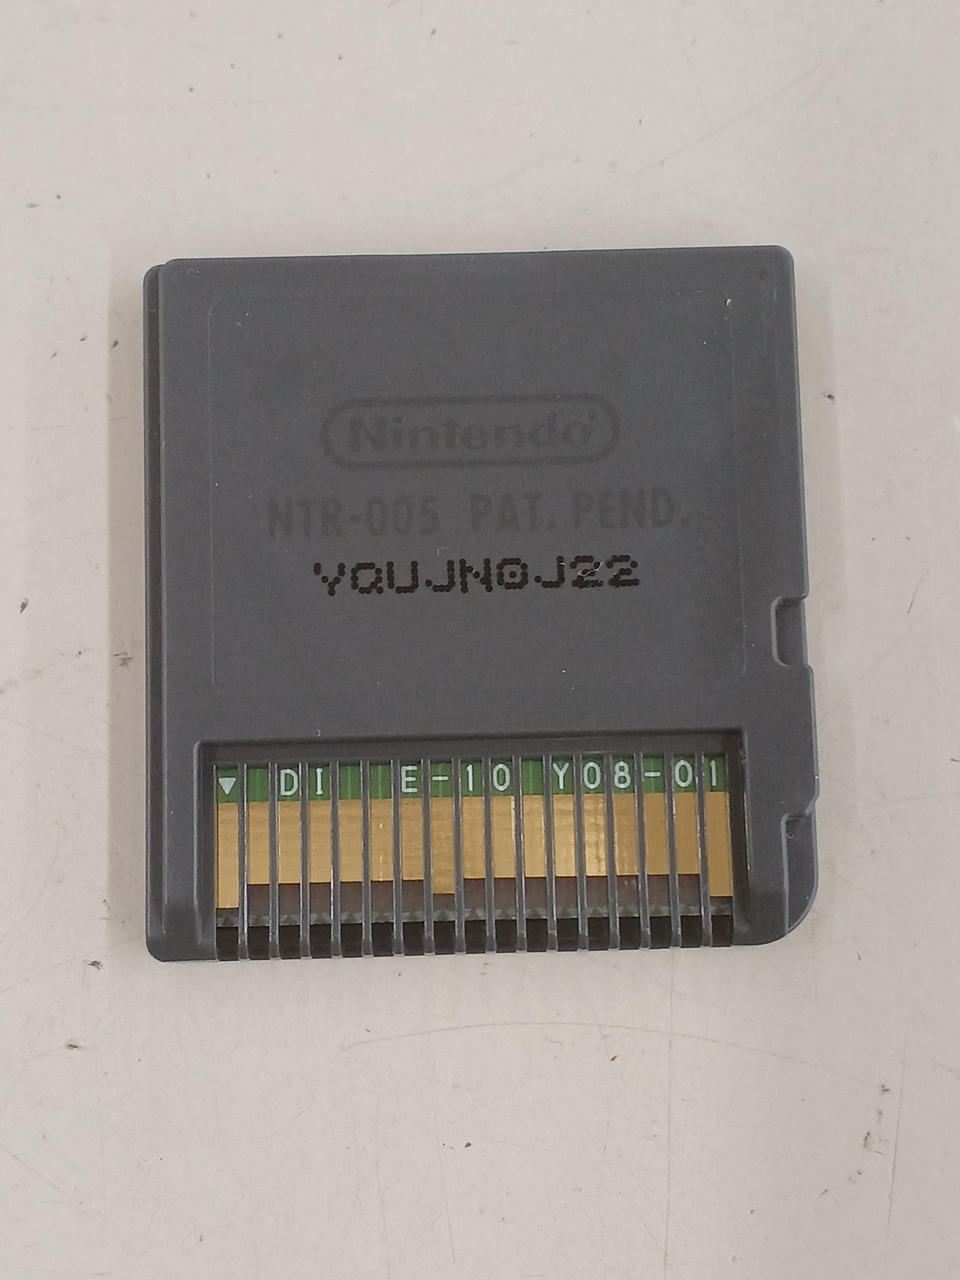 Nintendo®
NTR-005 PAT. PEND.
YQUJN0J22
▼ DI E-10 Y08-01